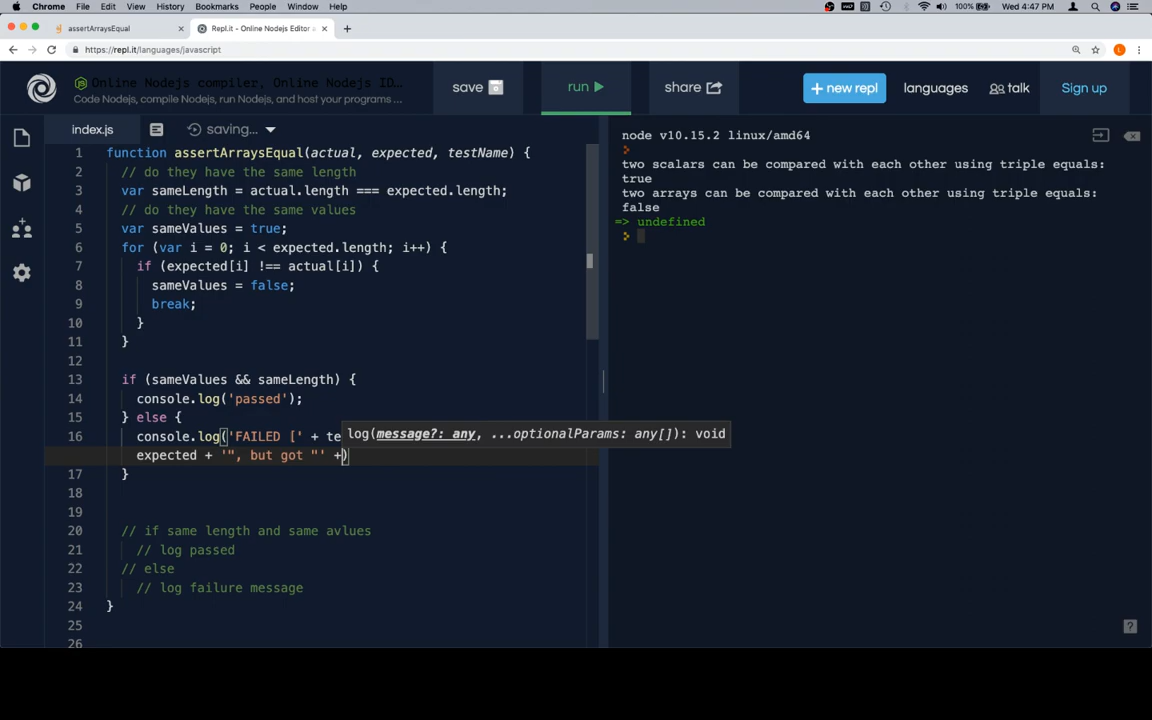 Chrome File Edit View History Bookmarks People Window Help 100% Wed 4:47 PM
assertArraysEqual Repl.it - Online Nodejs Editor
https://repl.it/languages/javascript
Online Nodejs compiler, Online Nodejs ID...
Code Nodejs, compile Nodejs, run Nodejs, and host your programs ...
save run share + new repl languages talk Sign up
index.js saving...
1 function assertArraysEqual(actual, expected, testName) {
2 // do they have the same length
3 var sameLength = actual.length === expected.length;
4 // do they have the same values
5 var sameValues = true;
6 for (var i = 0; i < expected.length; i++) {
7 if (expected[i] !== actual[i]) {
8 sameValues = false;
9 break;
10 }
11 }
12
13 if (sameValues && sameLength) {
14 console.log('passed');
15 } else {
16 console.log('FAILED [' + te
log(message?: any, ...optionalParams: any[]): void
expected + '", but got "' +)
17 }
18
19
20 // if same length and same avlues
21 // log passed
22 // else
23 // log failure message
24 }
25
26
node v10.15.2 linux/amd64
>
two scalars can be compared with each other using triple equals:
true
two arrays can be compared with each other using triple equals:
false
=> undefined
>
?